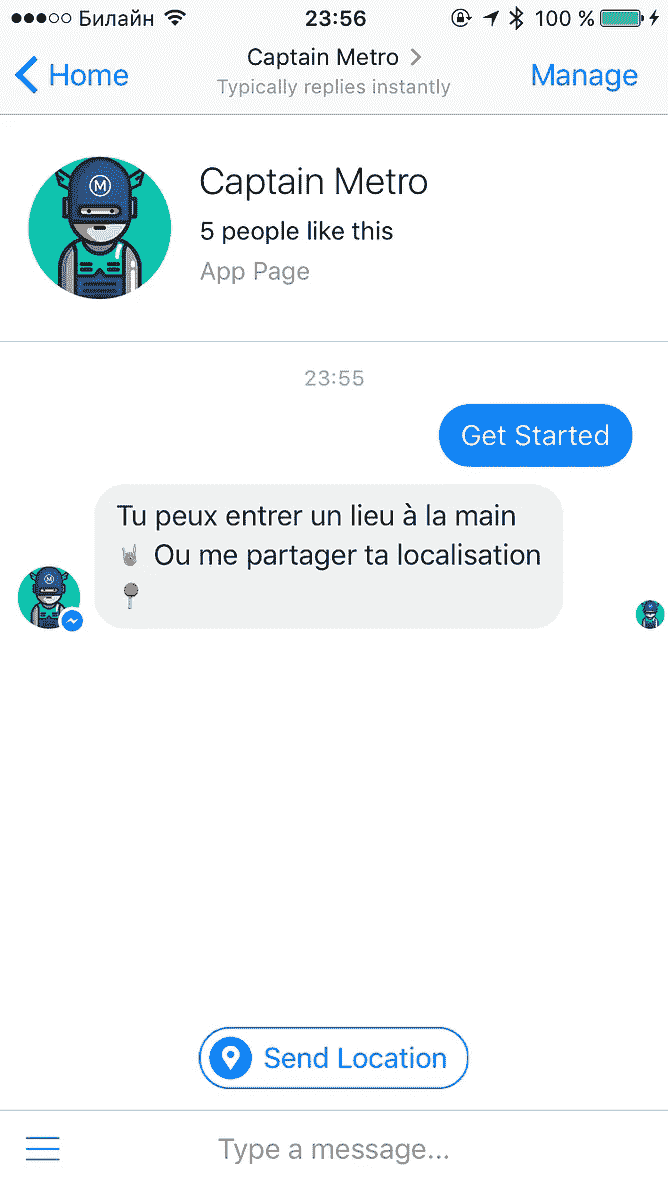 Билайн 23:56 100 %
Home Captain Metro Manage
Typically replies instantly
M
Captain Metro
5 people like this
App Page
23:55
Get Started
Tu peux entrer un lieu à la main
🤘 Ou me partager ta localisation
Send Location
Type a message...